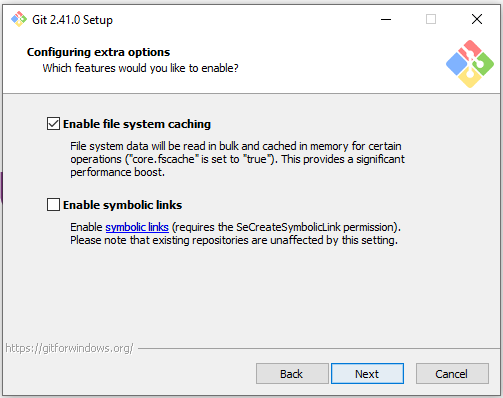 Git 2.41.0 Setup
Configuring extra options
Which features would you like to enable?
Enable file system caching
File system data will be read in bulk and cached in memory for certain
operations ("core.fscache" is set to "true"). This provides a significant
performance boost.
Enable symbolic links
Enable symbolic links (requires the SeCreateSymbolicLink permission).
Please note that existing repositories are unaffected by this setting.
https://gitforwindows.org/
Back
Next
Cancel